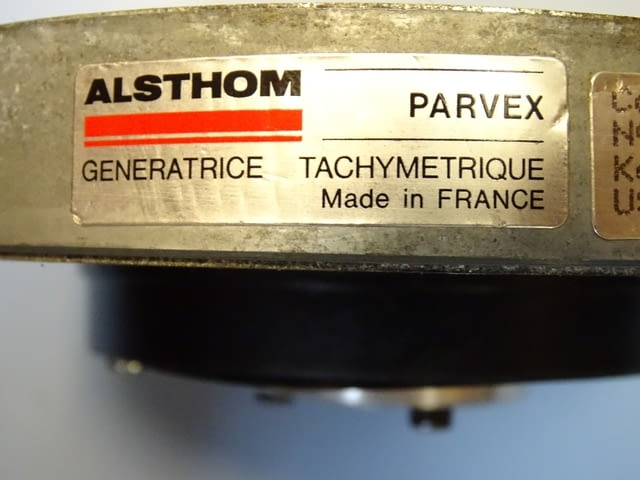 ALSTHOM
PARVEX
GENERATRICE TACHYMETRIQUE
Made in FRANCE